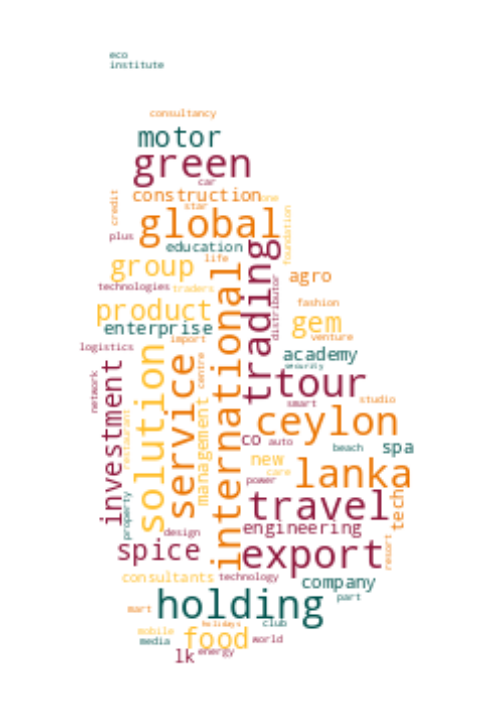 eco
institute
consultancy
motor
green
car
construction
one
credit
star
global
plus
education
foundation
life
group
trading
agro
technologies
traders
international
distributor
product
fashion
gem
enterprise
venture
import
logistics
solution
service
centre
academy
security
investment
network
tour
management
smart
studio
restaurant
ceylon
co
auto
beach
spa
new
care
lanka
power
property
travel
tech
design
engineering
spice
export
resort
consultants
technology
company
holding
part
mart
holidays
club
mobile
food
world
media
lk
energy